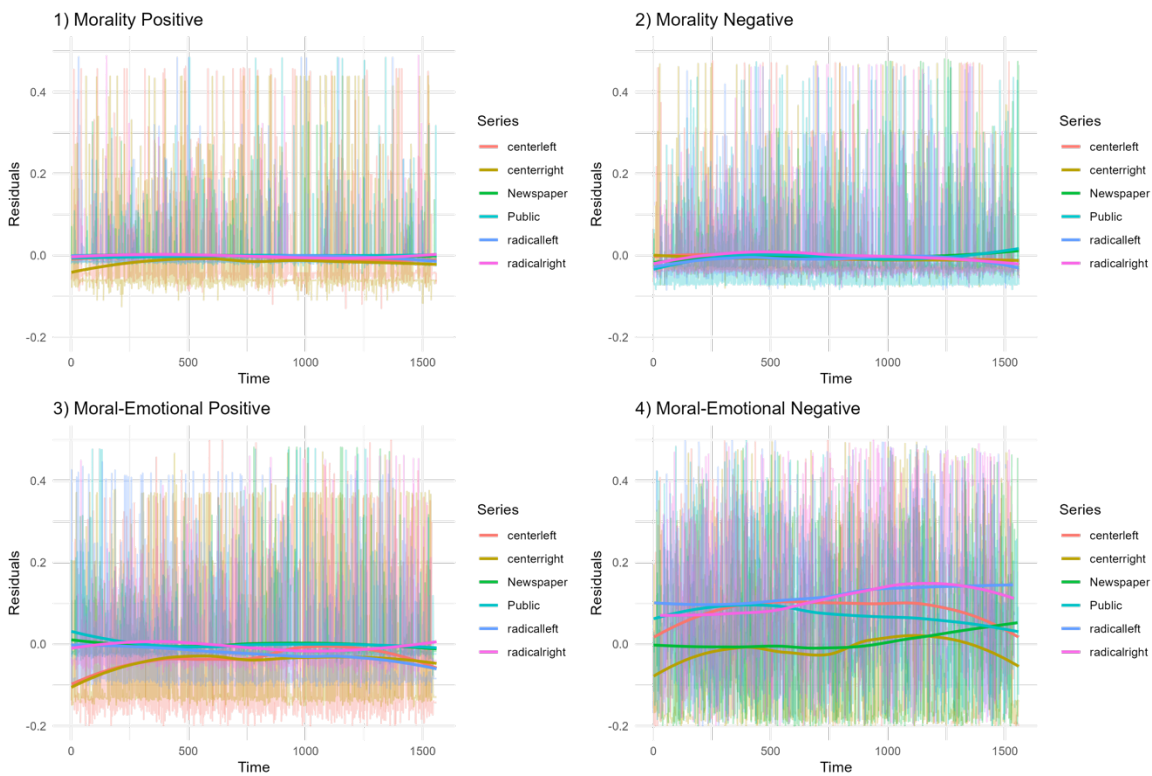 1) Morality Positive
Residuals
0.4
0.2
0.0
-0.2
0
500
1000
1500
Time
Series
centerleft
centerright
Newspaper
Public
radicalleft
radicalright
2) Morality Negative
Residuals
0.4
0.2
0.0
-0.2
0
500
1000
1500
Time
Series
centerleft
centerright
Newspaper
Public
radicalleft
radicalright
3) Moral-Emotional Positive
Residuals
0.4
0.2
0.0
-0.2
0
500
1000
1500
Time
Series
centerleft
centerright
Newspaper
Public
radicalleft
radicalright
4) Moral-Emotional Negative
Residuals
0.4
0.2
0.0
-0.2
0
500
1000
1500
Time
Series
centerleft
centerright
Newspaper
Public
radicalleft
radicalright